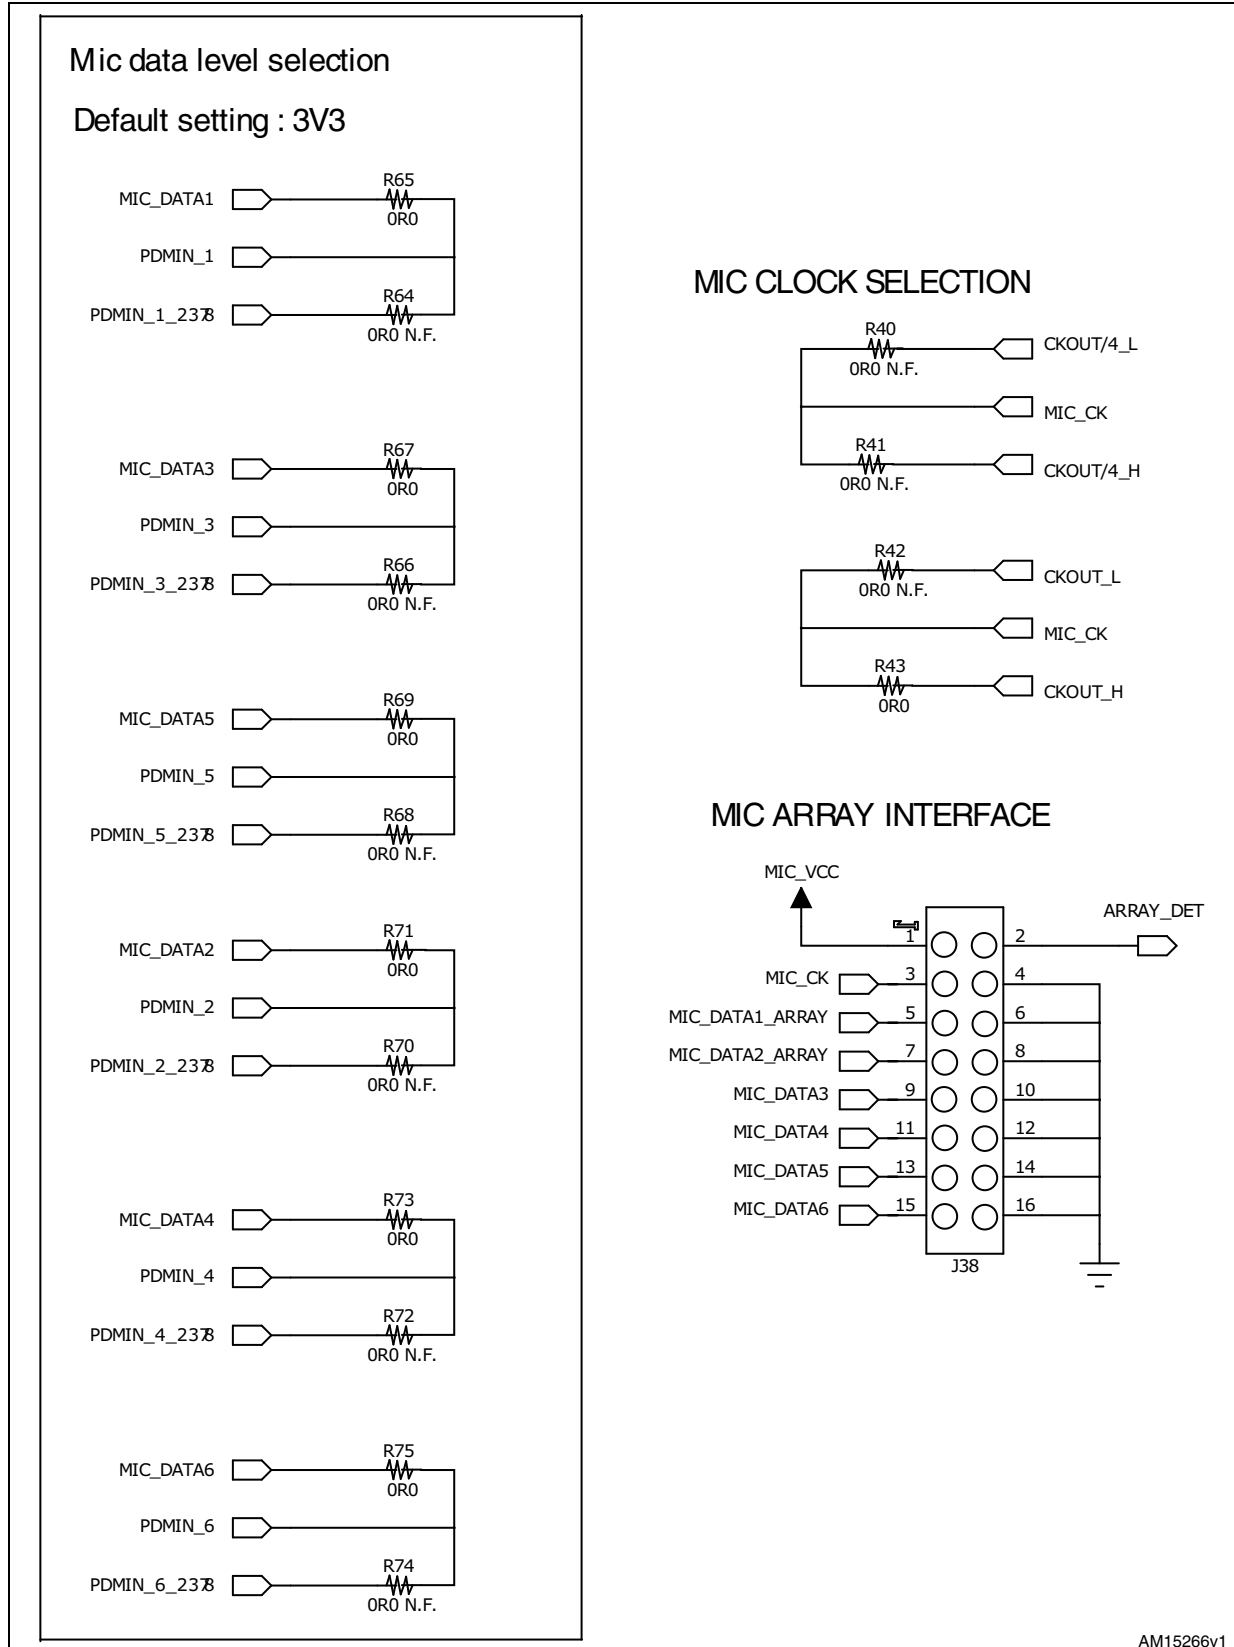 Mic data level selection
Default setting : 3V3
R65
MIC_DATA1
0R0
PDMIN_1
R64
PDMIN_1_2378
0R0 N.F.
R67
MIC_DATA3
0R0
PDMIN_3
R66
PDMIN_3_2378
0R0 N.F.
R69
MIC_DATA5
0R0
PDMIN_5
R68
PDMIN_5_2378
0R0 N.F.
R71
MIC_DATA2
0R0
PDMIN_2
R70
PDMIN_2_2378
0R0 N.F.
R73
MIC_DATA4
0R0
PDMIN_4
R72
PDMIN_4_2378
0R0 N.F.
R75
MIC_DATA6
0R0
PDMIN_6
R74
PDMIN_6_2378
0R0 N.F.
MIC CLOCK SELECTION
R40
CKOUT/4_L
0R0 N.F.
MIC_CK
R41
CKOUT/4_H
0R0 N.F.
R42
CKOUT_L
0R0 N.F.
MIC_CK
R43
CKOUT_H
0R0
MIC ARRAY INTERFACE
MIC_VCC
ARRAY_DET
1 2
MIC_CK 3 4
MIC_DATA1_ARRAY 5 6
MIC_DATA2_ARRAY 7 8
MIC_DATA3 9 10
MIC_DATA4 11 12
MIC_DATA5 13 14
MIC_DATA6 15 16
J38
AM15266v1